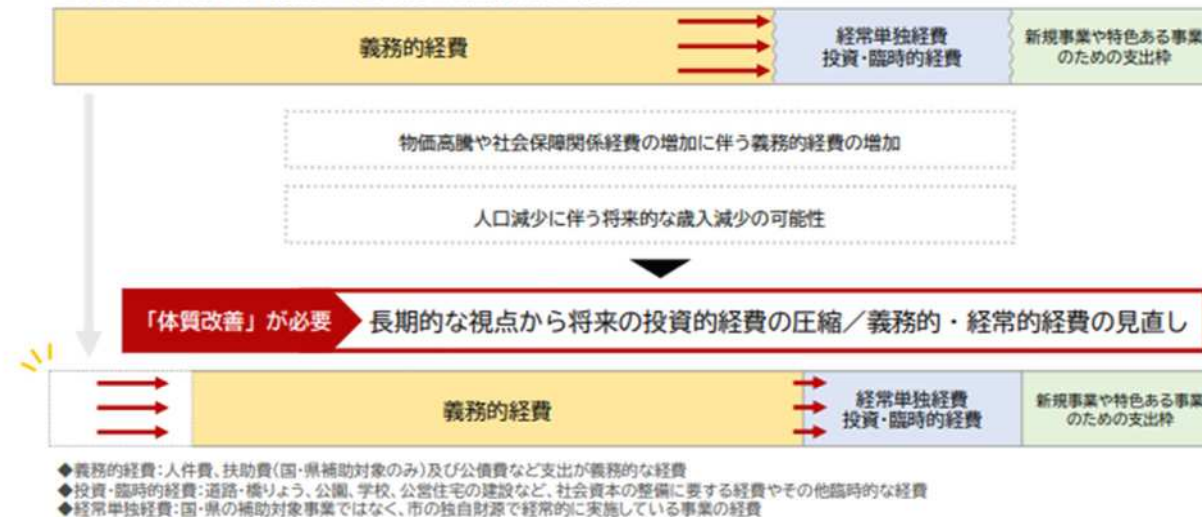 義務的経費
経常単独経費
投資・臨時的経費
新規事業や特色ある事業
のための支出枠
物価高騰や社会保障関係経費の増加に伴う義務的経費の増加
人口減少に伴う将来的な歳入減少の可能性
「体質改善」が必要
長期的な視点から将来の投資的経費の圧縮／義務的・経常的経費の見直し
義務的経費
経常単独経費
投資・臨時的経費
新規事業や特色ある事業
のための支出枠
◆義務的経費：人件費、扶助費（国・県補助対象のみ）及び公債費など支出が義務的な経費
◆投資・臨時的経費：道路・橋りょう、公園、学校、公営住宅の建設など、社会資本の整備に要する経費やその他臨時的な経費
◆経常単独経費：国・県の補助対象事業ではなく、市の独自財源で経常的に実施している事業の経費